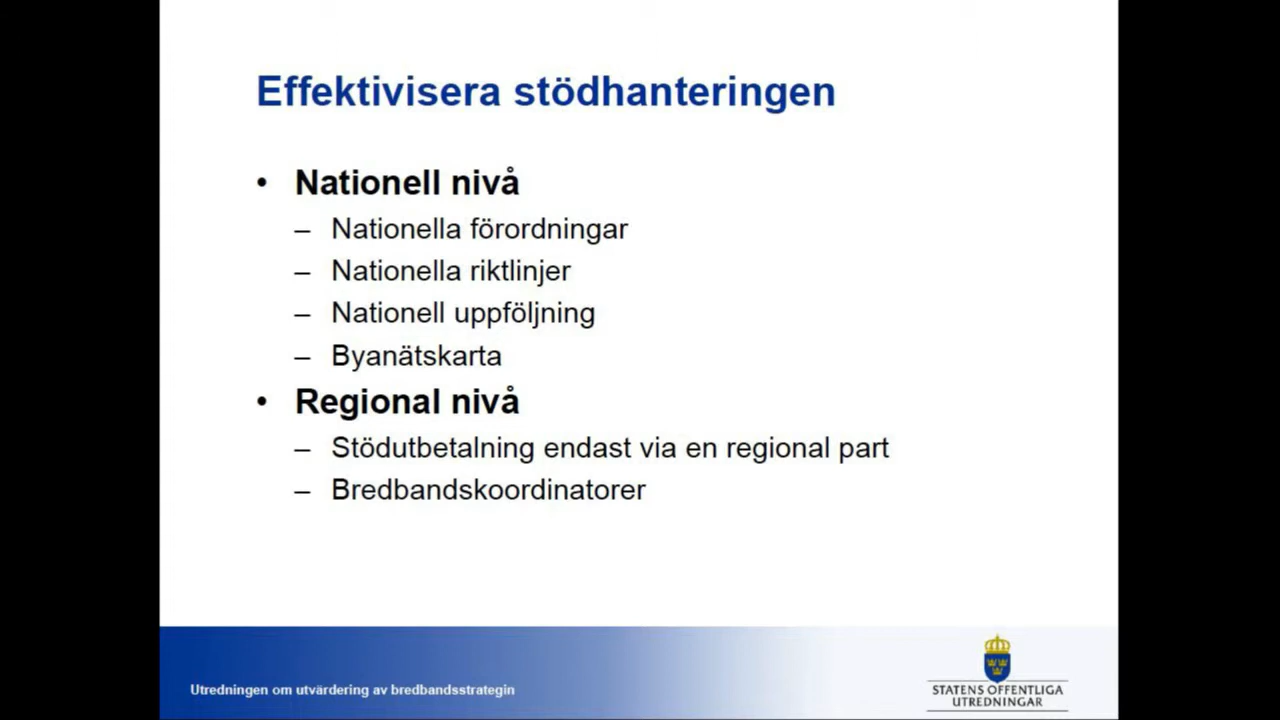 Effektivisera stödhanteringen
• Nationell nivå
– Nationella förordningar
– Nationella riktlinjer
– Nationell uppföljning
– Byanätskarta
• Regional nivå
– Stödutbetalning endast via en regional part
– Bredbandskoordinatorer
Utredningen om utvärdering av bredbandsstrategin
STATENS OFFENTLIGA
UTREDNINGAR